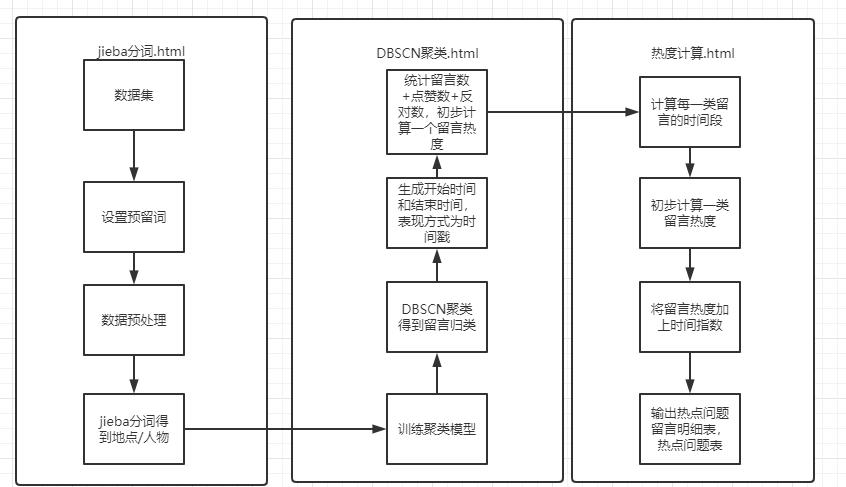 jieba分词.html
数据集
设置预留词
数据预处理
jieba分词得
到地点/人物
DBSCN聚类.html
统计留言数
+点赞数+反
对数，初步计
算一个留言热
度
生成开始时间
和结束时间，
表现方式为时
间戳
DBSCN聚类
得到留言归类
训练聚类模型
热度计算.html
计算每一类留
言的时间段
初步计算一类
留言热度
将留言热度加
上时间指数
输出热点问题
留言明细表，
热点问题表